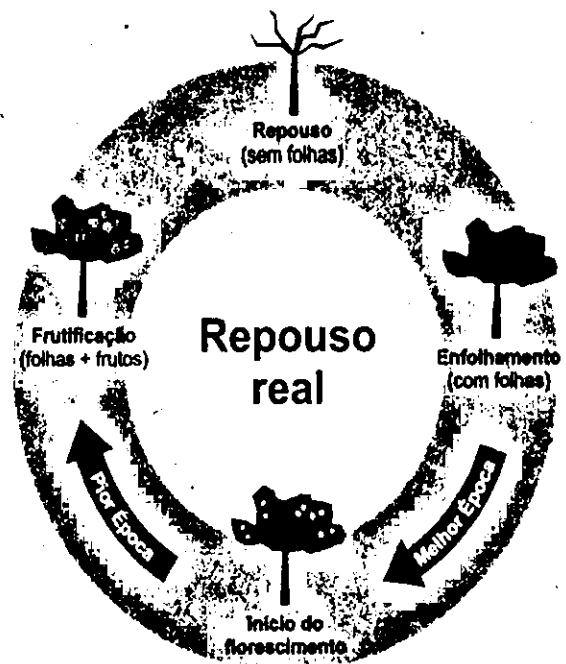 Repouso
(sem folhas)
Frutificação
(folhas + frutos)
Repouso
real
Enfolhamento
(com folhas)
Pior Época
Melhor Época
Início do
florescimento